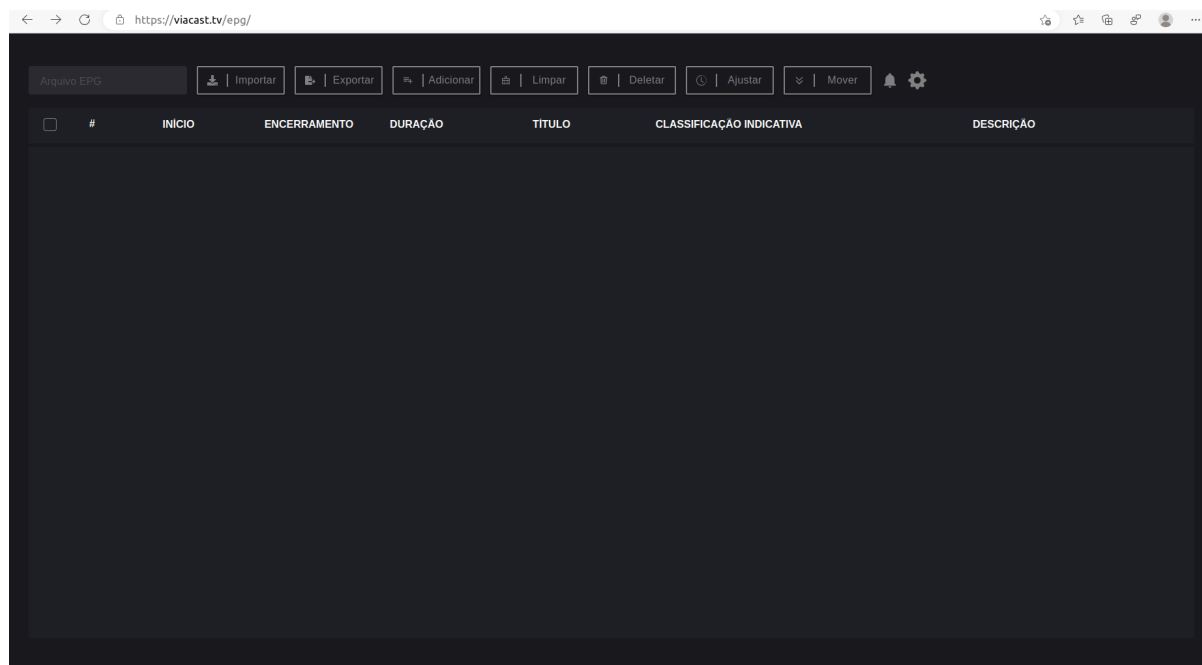 https://viacast.tv/epg/
Arquivo EPG | Importar | Exportar | Adicionar | Limpar | Deletar | Ajustar | Mover
# INÍCIO ENCERRAMENTO DURAÇÃO TÍTULO CLASSIFICAÇÃO INDICATIVA DESCRIÇÃO